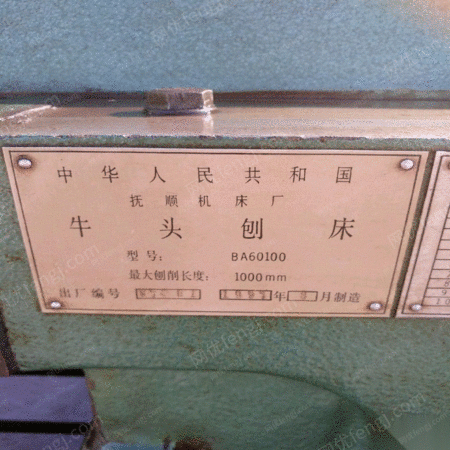 中华人民共和国
抚顺机床厂
牛头刨床
型号: BA60100
最大刨削长度: 1000mm
出厂编号 年 月制造